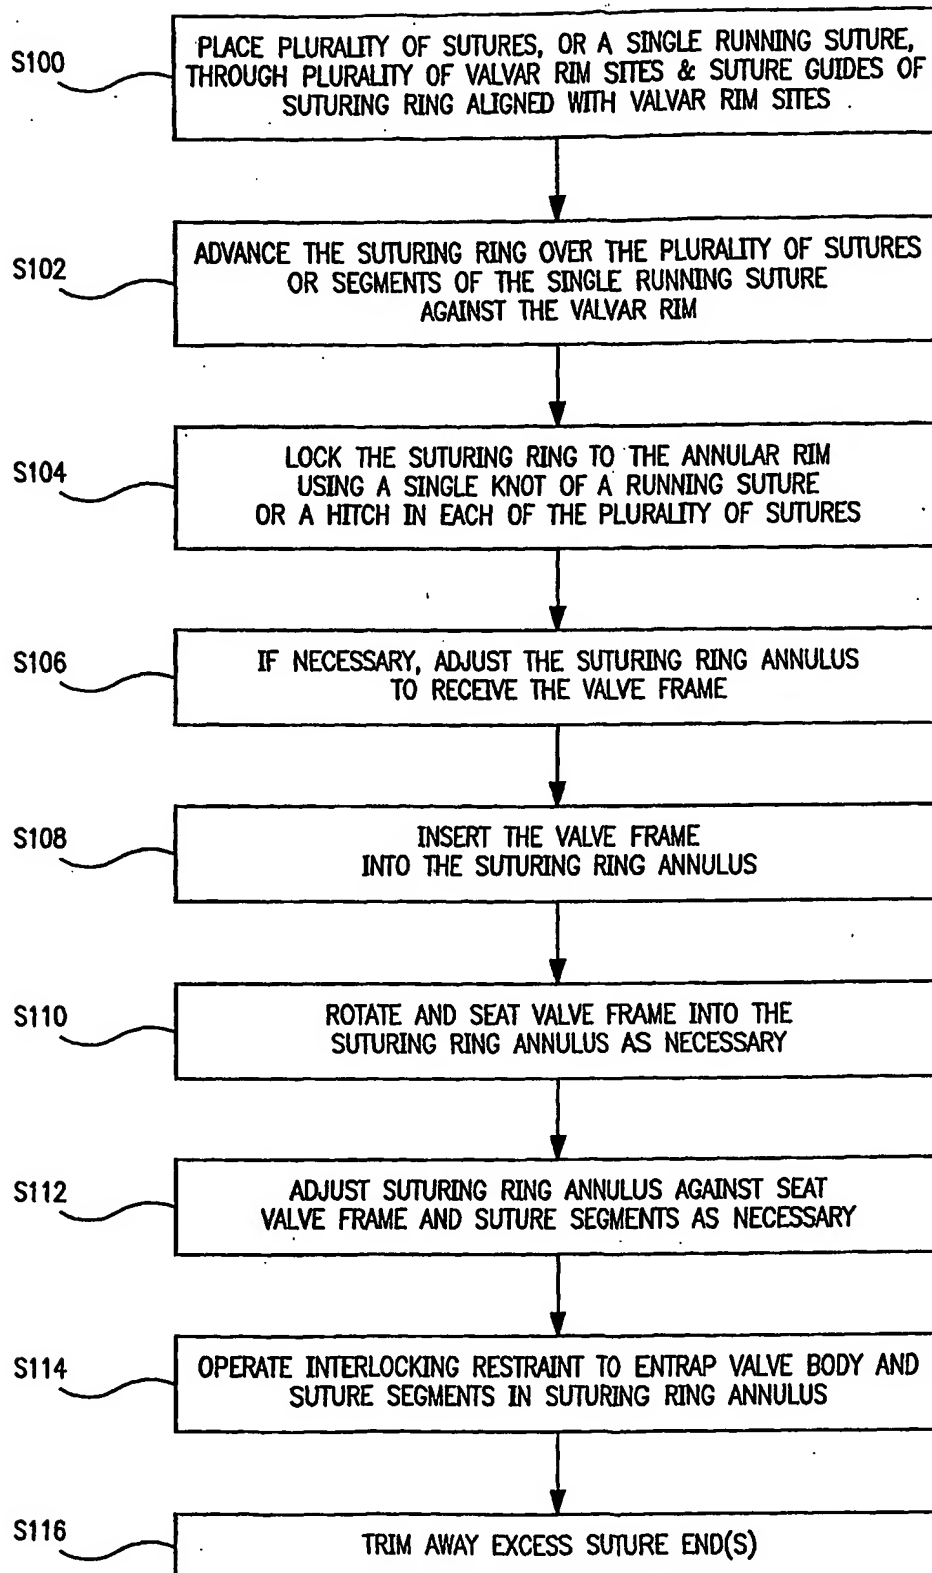 S100
PLACE PLURALITY OF SUTURES, OR A SINGLE RUNNING SUTURE,
THROUGH PLURALITY OF VALVAR RIM SITES & SUTURE GUIDES OF
SUTURING RING ALIGNED WITH VALVAR RIM SITES
S102
ADVANCE THE SUTURING RING OVER THE PLURALITY OF SUTURES
OR SEGMENTS OF THE SINGLE RUNNING SUTURE
AGAINST THE VALVAR RIM
S104
LOCK THE SUTURING RING TO THE ANNULAR RIM
USING A SINGLE KNOT OF A RUNNING SUTURE
OR A HITCH IN EACH OF THE PLURALITY OF SUTURES
S106
IF NECESSARY, ADJUST THE SUTURING RING ANNULUS
TO RECEIVE THE VALVE FRAME
S108
INSERT THE VALVE FRAME
INTO THE SUTURING RING ANNULUS
S110
ROTATE AND SEAT VALVE FRAME INTO THE
SUTURING RING ANNULUS AS NECESSARY
S112
ADJUST SUTURING RING ANNULUS AGAINST SEAT
VALVE FRAME AND SUTURE SEGMENTS AS NECESSARY
S114
OPERATE INTERLOCKING RESTRAINT TO ENTRAP VALVE BODY AND
SUTURE SEGMENTS IN SUTURING RING ANNULUS
S116
TRIM AWAY EXCESS SUTURE END(S)